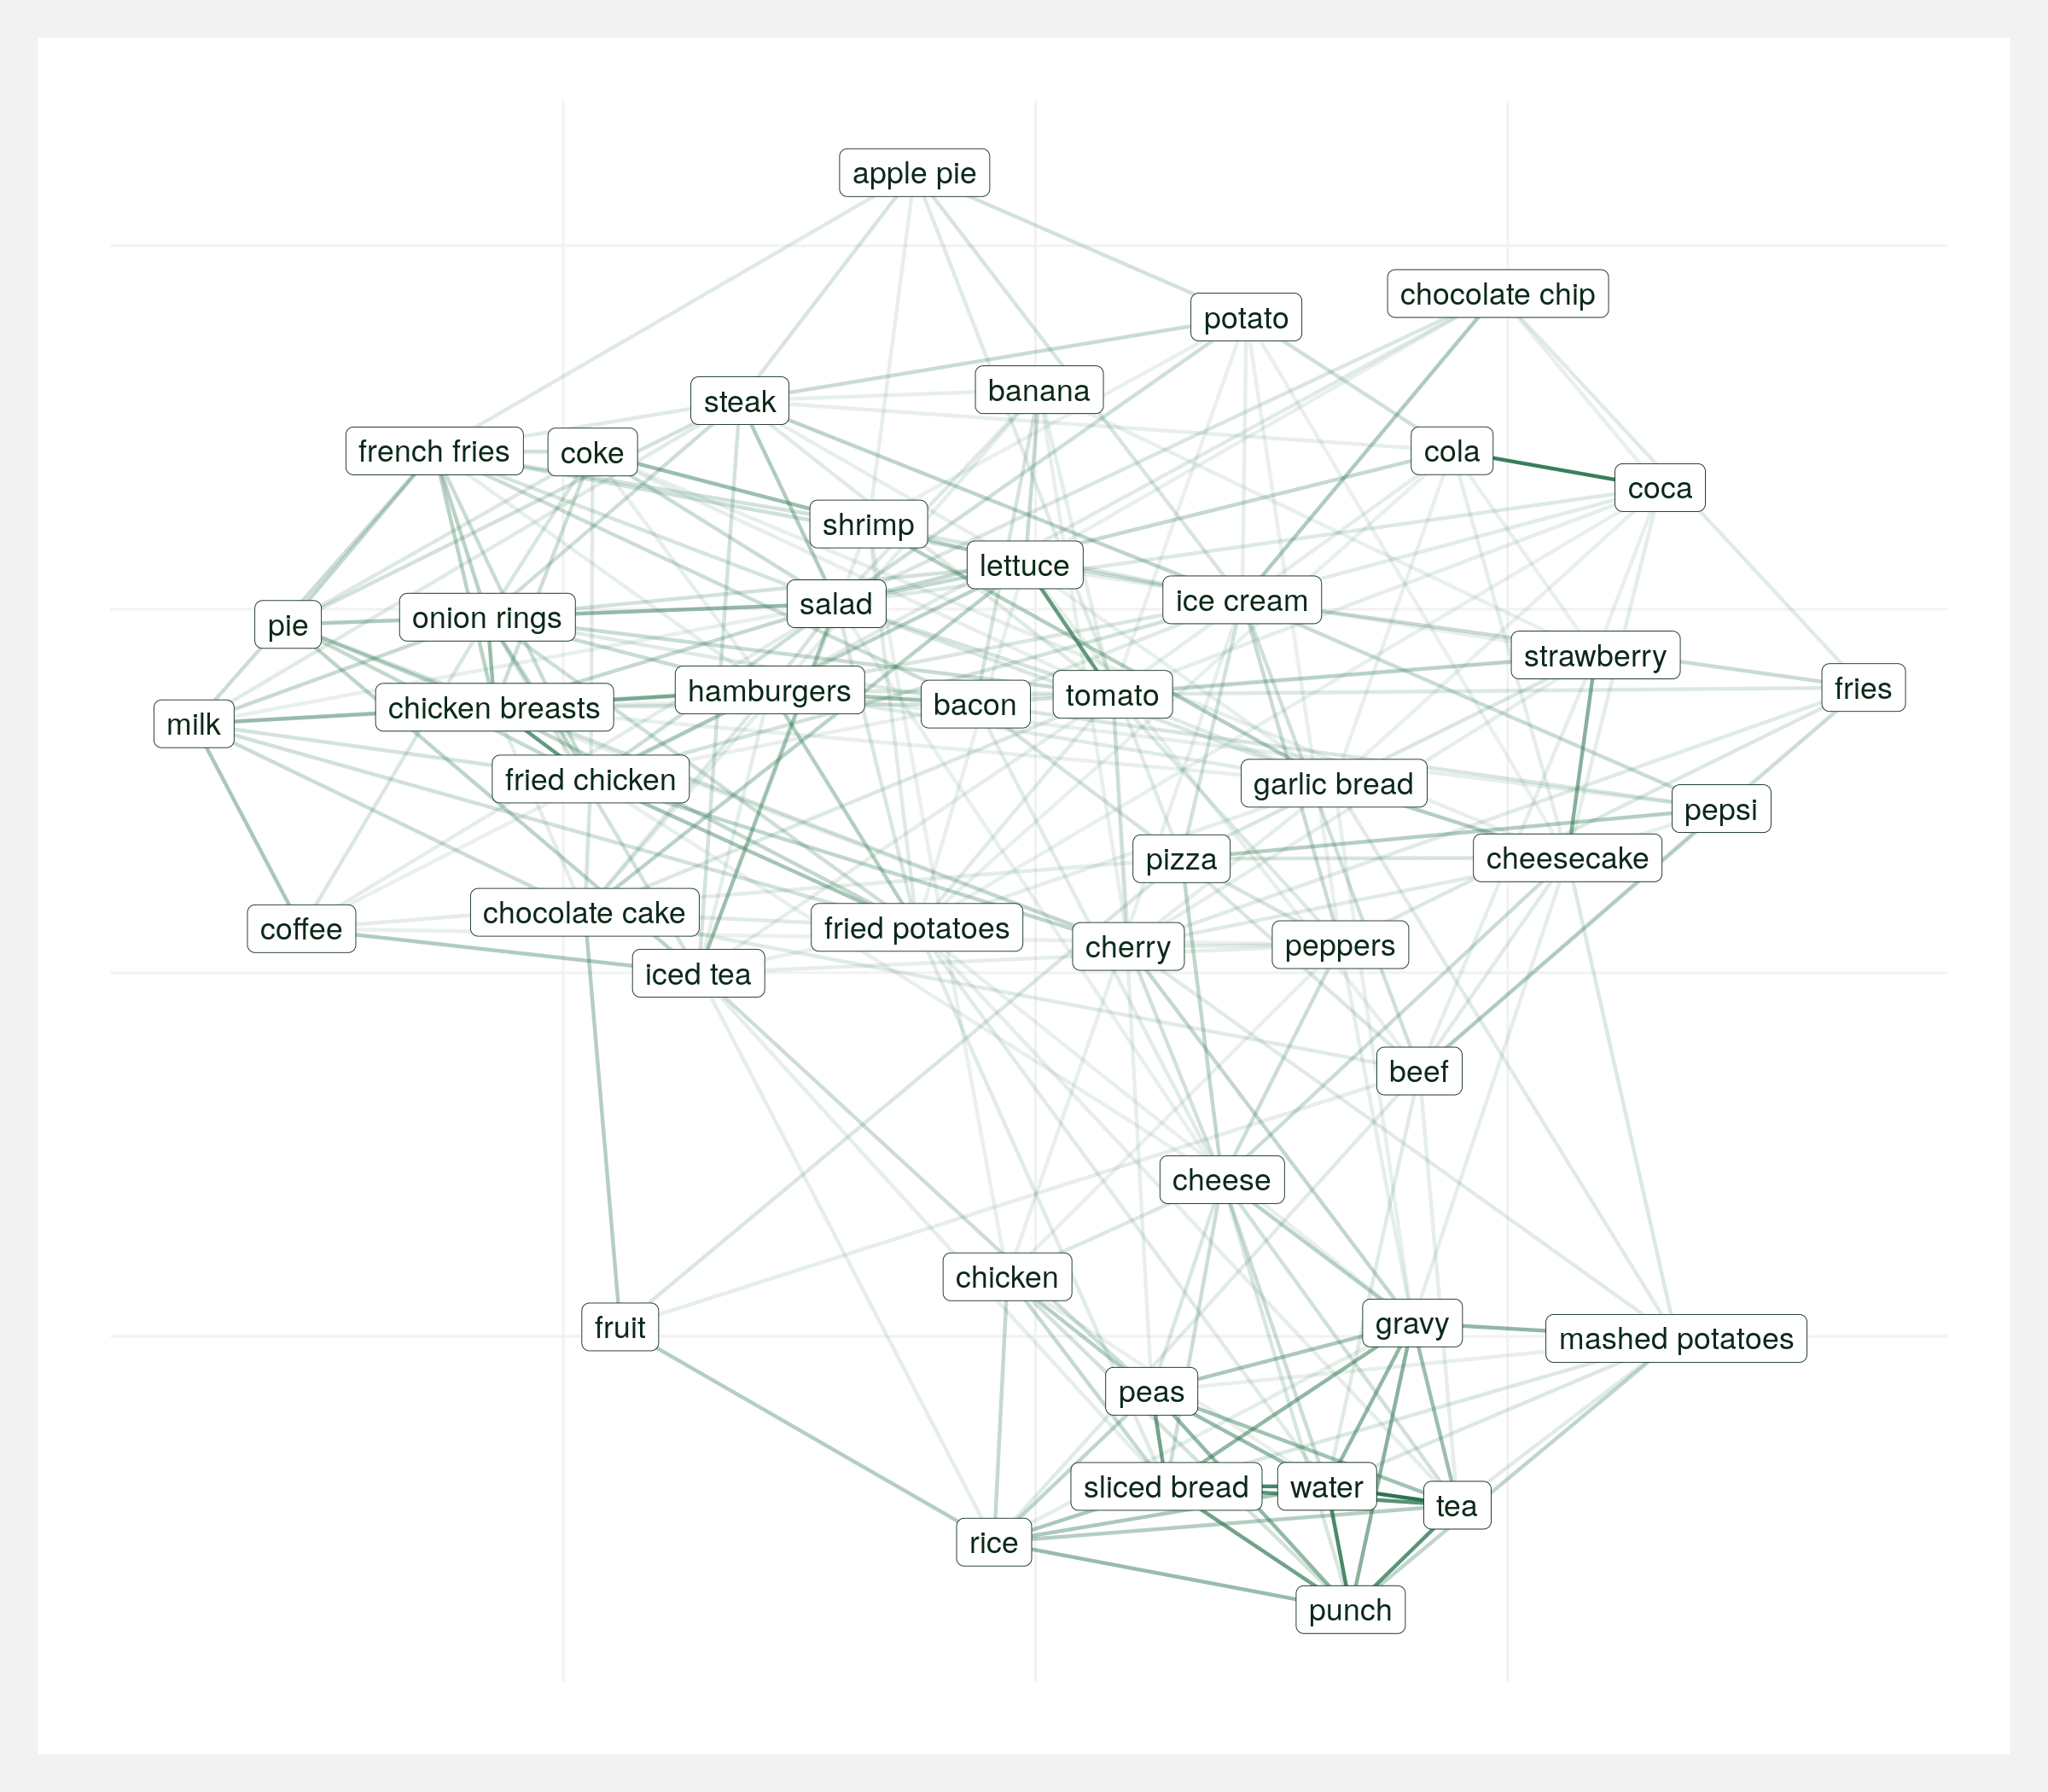 apple pie
chocolate chip
potato
banana
steak
french fries
coke
cola
coca
shrimp
lettuce
ice cream
salad
onion rings
pie
strawberry
fries
hamburgers
tomato
bacon
chicken breasts
milk
fried chicken
garlic bread
pepsi
pizza
cheesecake
chocolate cake
coffee
fried potatoes
cherry
peppers
iced tea
beef
cheese
chicken
gravy
fruit
mashed potatoes
peas
sliced bread
water
tea
rice
punch